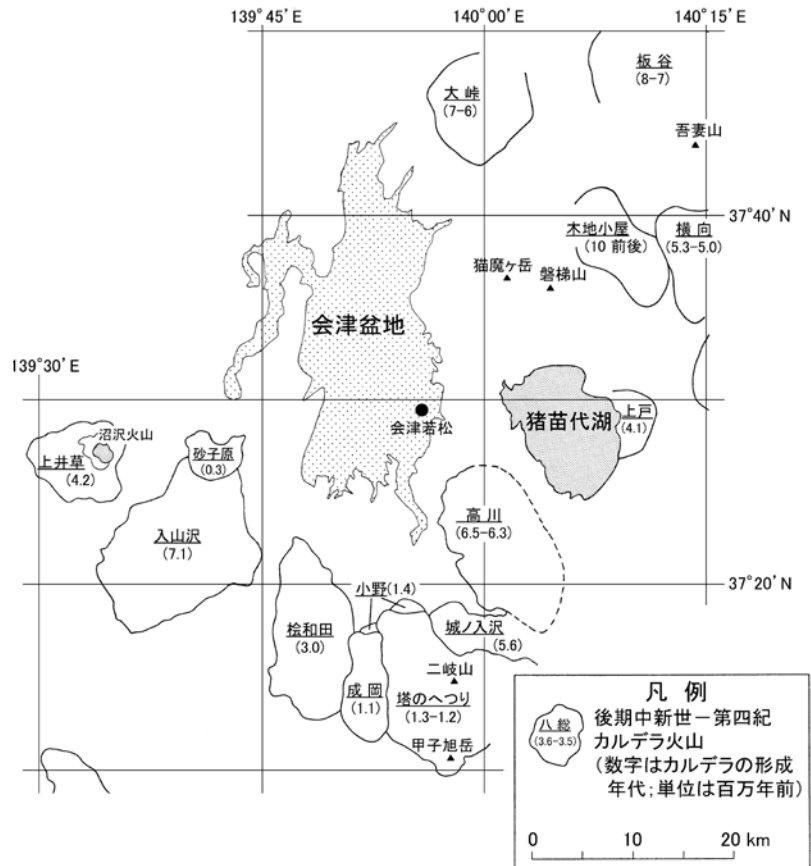 139°45'E
140°00'E
140°15'E
板谷
(8-7)
大峠
(7-6)
吾妻山
37°40'N
木地小屋
(10 前後)
横向
(5.3-5.0)
猫魔ヶ岳
磐梯山
会津盆地
139°30'E
会津若松
猪苗代湖
上戸
(4.1)
沼沢火山
上井草
(4.2)
砂子原
(0.3)
高川
(6.5-6.3)
入山沢
(7.1)
37°20'N
小野(1.4)
桧和田
(3.0)
城ノ入沢
(5.6)
二岐山
成岡
(1.1)
塔のへつり
(1.3-1.2)
甲子旭岳
凡例
八総
(3.6-3.5)
後期中新世-第四紀
カルデラ火山
(数字はカルデラの形成
年代;単位は百万年前)
0 10 20 km